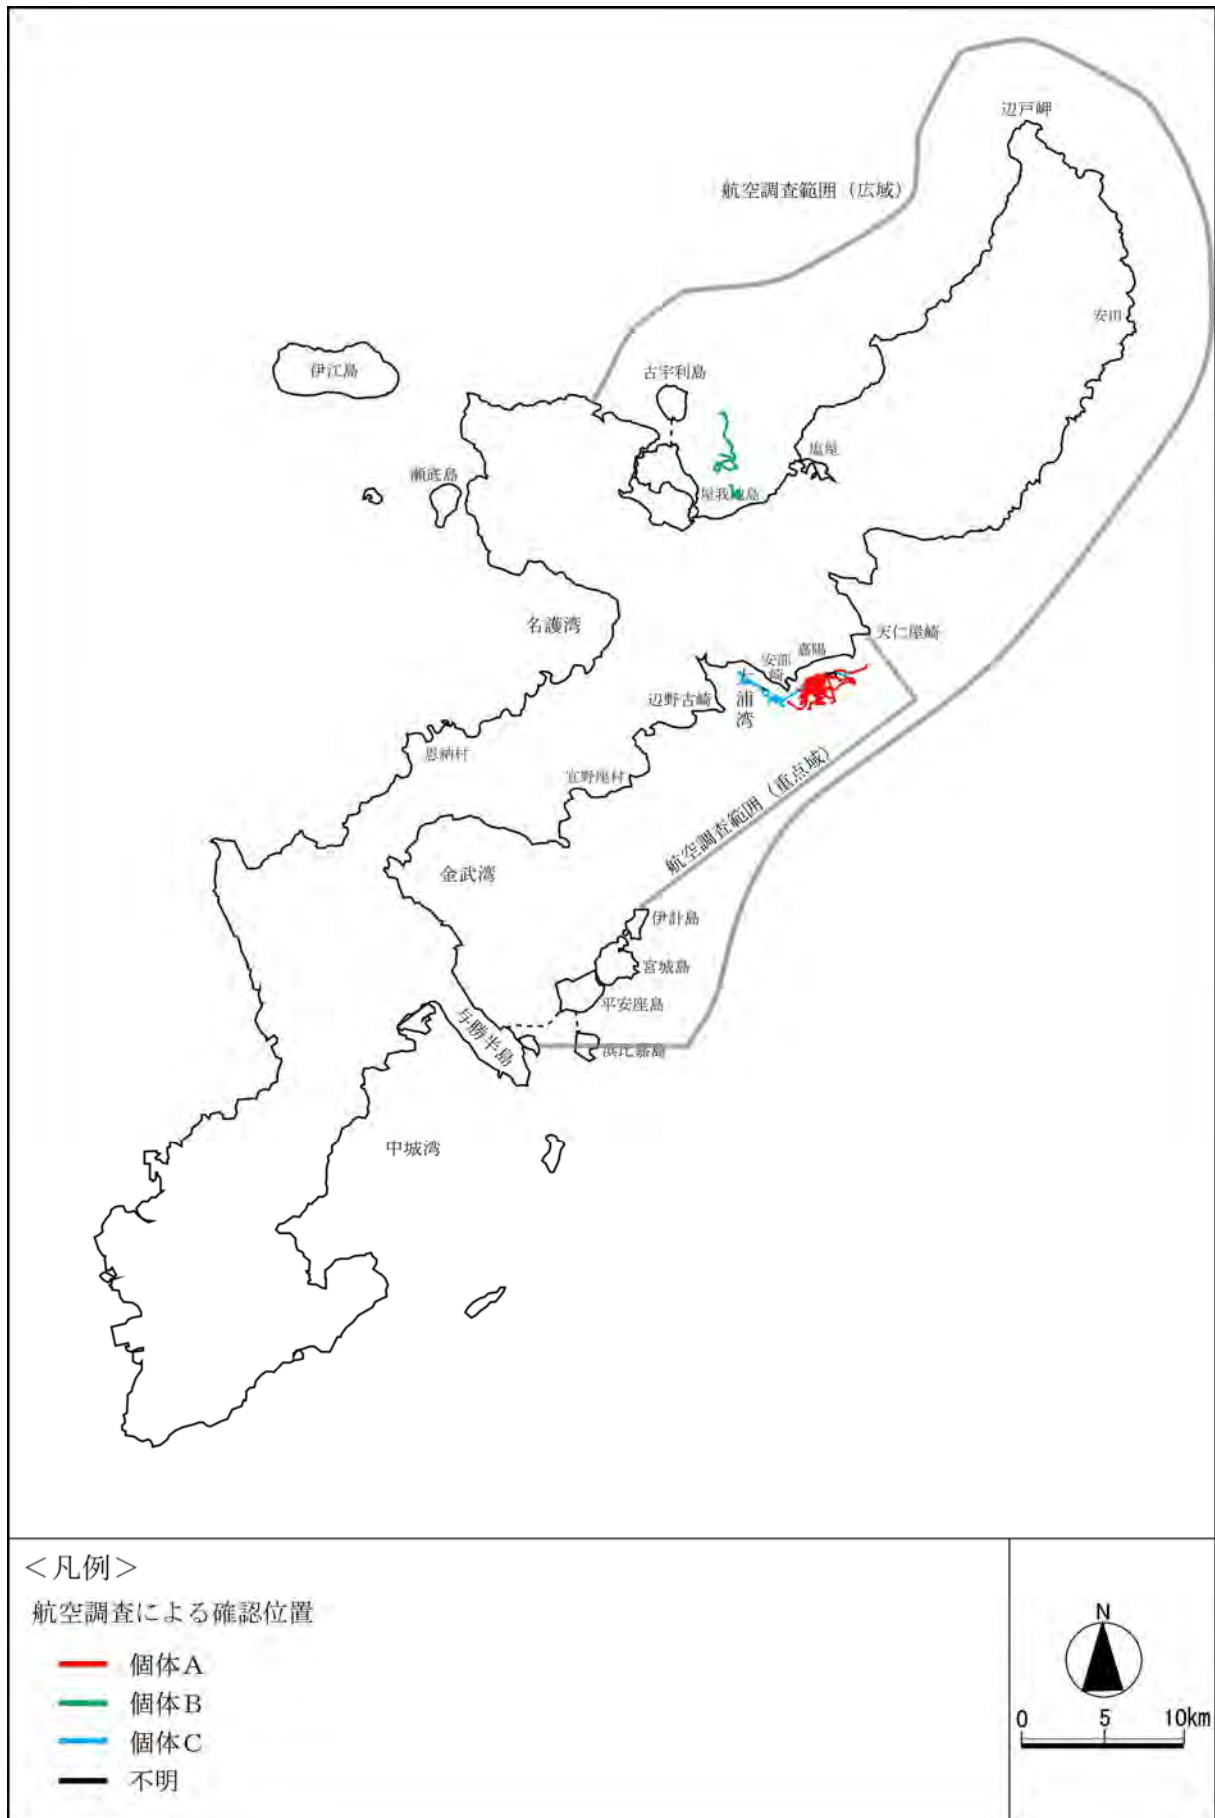 辺戸岬
航空調査範囲（広域）
安田
伊江島
古宇利島
塩屋
瀬底島
屋我地島
名護湾
天仁屋崎
嘉陽
安部
崎
大浦湾
辺野古崎
恩納村
宜野座村
航空調査範囲（重点域）
金武湾
伊計島
宮城島
平安座島
与勝半島
浜比嘉島
中城湾
＜凡例＞
航空調査による確認位置
個体A
個体B
個体C
不明
N
0 5 10km